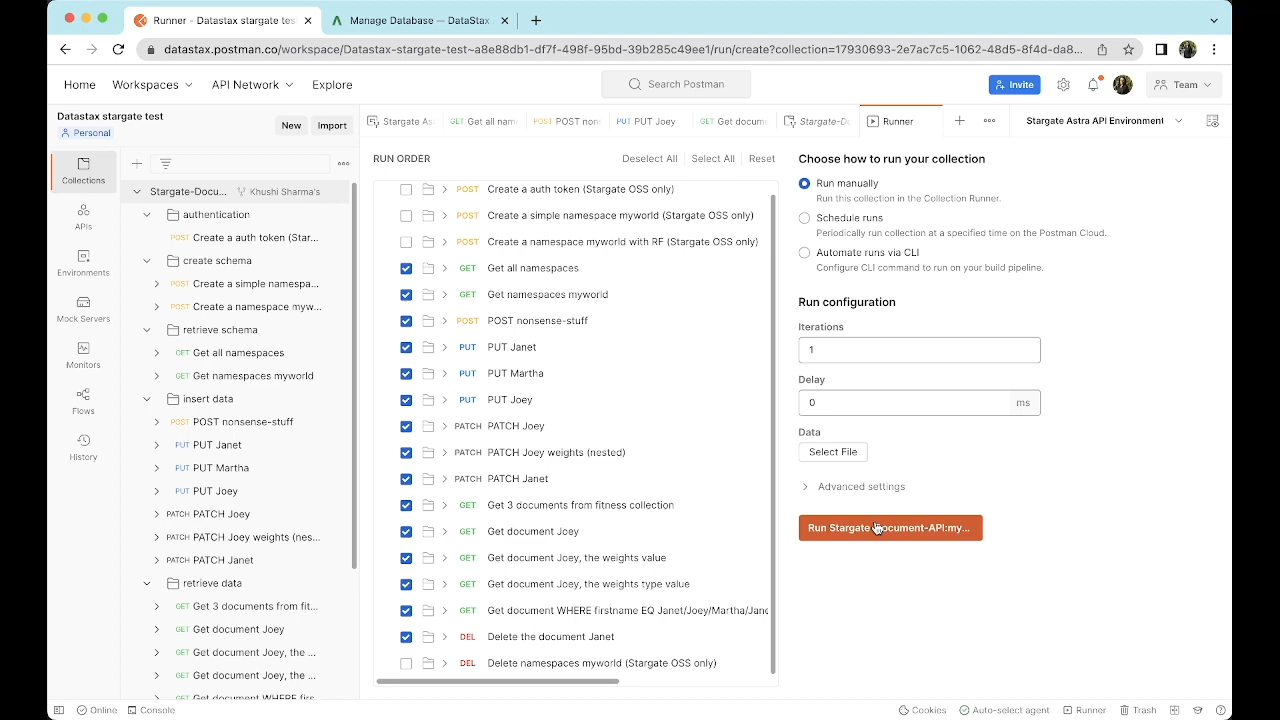 Runner - Datastax stargate tes
Manage Database — DataStax
datastax.postman.co/workspace/Datastax-stargate-test~a8e88db1-df7f-498f-95bd-39b285c49ee1/run/create?collection=17930693-2e7ac7c5-1062-48d5-8f4d-da8...
Home Workspaces API Network Explore
Search Postman
Invite
Team
Datastax stargate test
Personal
New Import
Collections
APIs
Environments
Mock Servers
Monitors
Flows
History
Stargate-Docu... Khushi Sharma's
authentication
POST Create a auth token (Star...
create schema
Create a simple namespa...
Create a namespace myw...
retrieve schema
GET Get all namespaces
GET Get namespaces myworld
insert data
POST POST nonsense-stuff
PUT PUT Janet
PUT PUT Martha
PUT PUT Joey
PATCH PATCH Joey
PATCH PATCH Joey weights (nes...
PATCH PATCH Janet
retrieve data
GET Get 3 documents from fit...
GET Get document Joey
GET Get document Joey, the ...
GET Get document Joey, the ...
GET Get document WHERE firs...
Stargate As
GET Get all name
POST POST non
PUT PUT Joey
GET Get docum
Stargate-Do
Runner
Stargate Astra API Environment
RUN ORDER
Deselect All Select All Reset
POST Create a auth token (Stargate OSS only)
POST Create a simple namespace myworld (Stargate OSS only)
POST Create a namespace myworld with RF (Stargate OSS only)
GET Get all namespaces
GET Get namespaces myworld
POST POST nonsense-stuff
PUT PUT Janet
PUT PUT Martha
PUT PUT Joey
PATCH PATCH Joey
PATCH PATCH Joey weights (nested)
PATCH PATCH Janet
GET Get 3 documents from fitness collection
GET Get document Joey
GET Get document Joey, the weights value
GET Get document Joey, the weights type value
GET Get document WHERE firstname EQ Janet/Joey/Martha/Jane
DEL Delete the document Janet
DEL Delete namespaces myworld (Stargate OSS only)
Choose how to run your collection
Run manually
Run this collection in the Collection Runner.
Schedule runs
Periodically run collection at a specified time on the Postman Cloud.
Automate runs via CLI
Configure CLI command to run on your build pipeline.
Run configuration
Iterations
1
Delay
0 ms
Data
Select File
Advanced settings
Run Stargate-Document-API:my...
Online Console
Cookies Auto-select agent Runner Trash